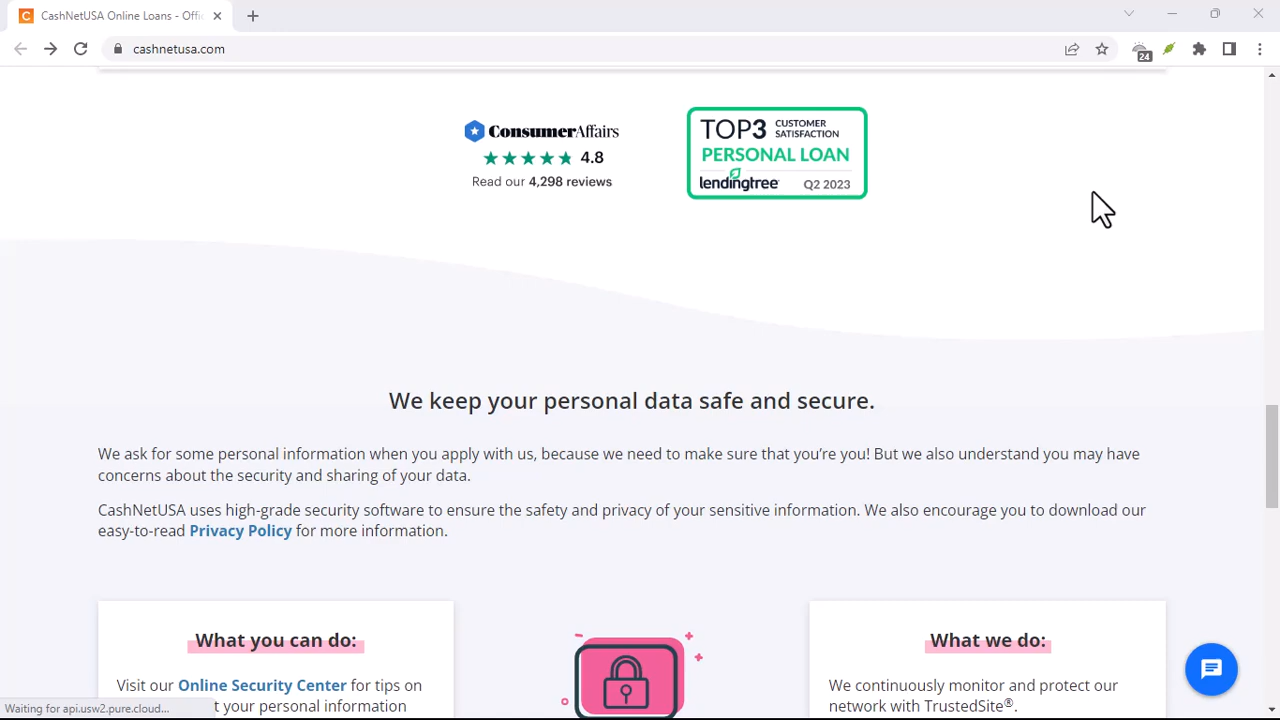 CashNetUSA Online Loans - Offi
cashnetusa.com
24
ConsumerAffairs
4.8
Read our 4,298 reviews
TOP3 CUSTOMER SATISFACTION
PERSONAL LOAN
lendingtree Q2 2023
We keep your personal data safe and secure.
We ask for some personal information when you apply with us, because we need to make sure that you're you! But we also understand you may have
concerns about the security and sharing of your data.
CashNetUSA uses high-grade security software to ensure the safety and privacy of your sensitive information. We also encourage you to download our
easy-to-read Privacy Policy for more information.
What you can do:
Visit our Online Security Center for tips on
t your personal information
What we do:
We continuously monitor and protect our
network with TrustedSite®.
Waiting for api.usw2.pure.cloud...